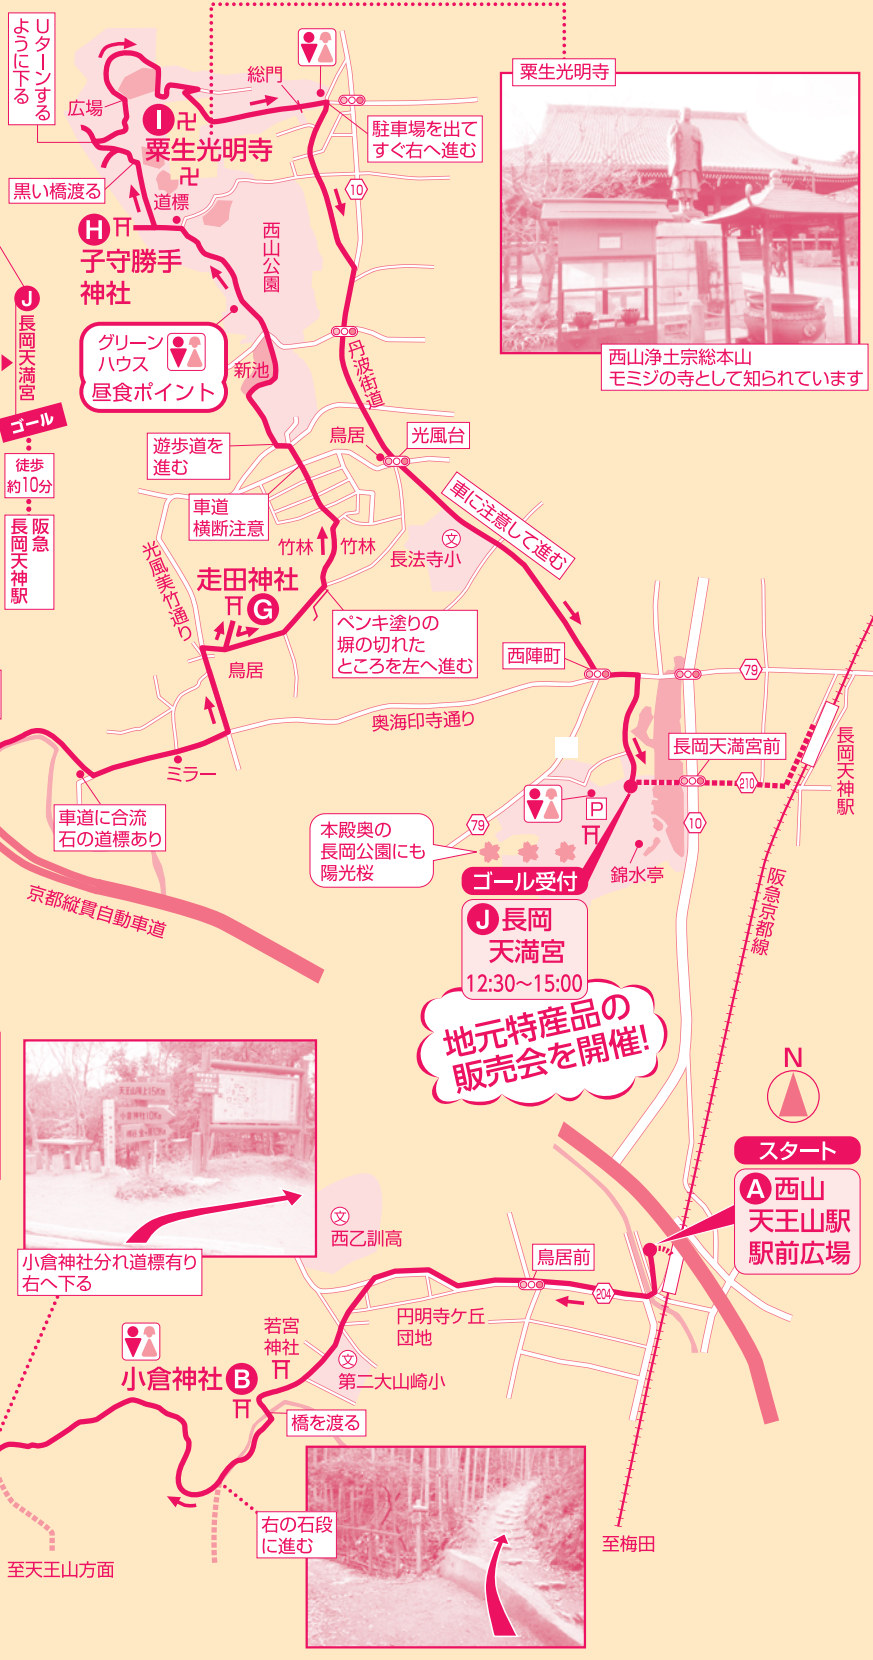 Uターンする
ように下る
広場
総門
I
粟生光明寺
駐車場を出て
すぐ右へ進む
粟生光明寺
西山浄土宗総本山
モミジの寺として知られています
黒い橋渡る
道標
H
子守勝手
神社
西山公園
10
J
長岡天満宮
ゴール
徒歩
約10分
阪急
長岡天神駅
グリーン
ハウス
昼食ポイント
新池
丹波街道
遊歩道を
進む
鳥居
光風台
車道
横断注意
車に注意して進む
竹林
竹林
文
長法寺小
光風美竹通り
走田神社
G
ペンキ塗りの
塀の切れた
ところを左へ進む
鳥居
西陣町
79
奥海印寺通り
ミラー
長岡天満宮前
210
長岡天神駅
車道に合流
石の道標あり
本殿奥の
長岡公園にも
陽光桜
79
P
10
錦水亭
ゴール受付
J 長岡
天満宮
12:30〜15:00
地元特産品の
販売会を開催!
京都縦貫自動車道
阪急京都線
N
スタート
A 西山
天王山駅
駅前広場
天王山頂上1.5Km
小倉神社1.0Km
小倉神社分れ道標有り
右へ下る
文
西乙訓高
鳥居前
204
円明寺ケ丘
団地
若宮
神社
文
第二大山崎小
小倉神社 B
橋を渡る
右の石段
に進む
至天王山方面
至梅田